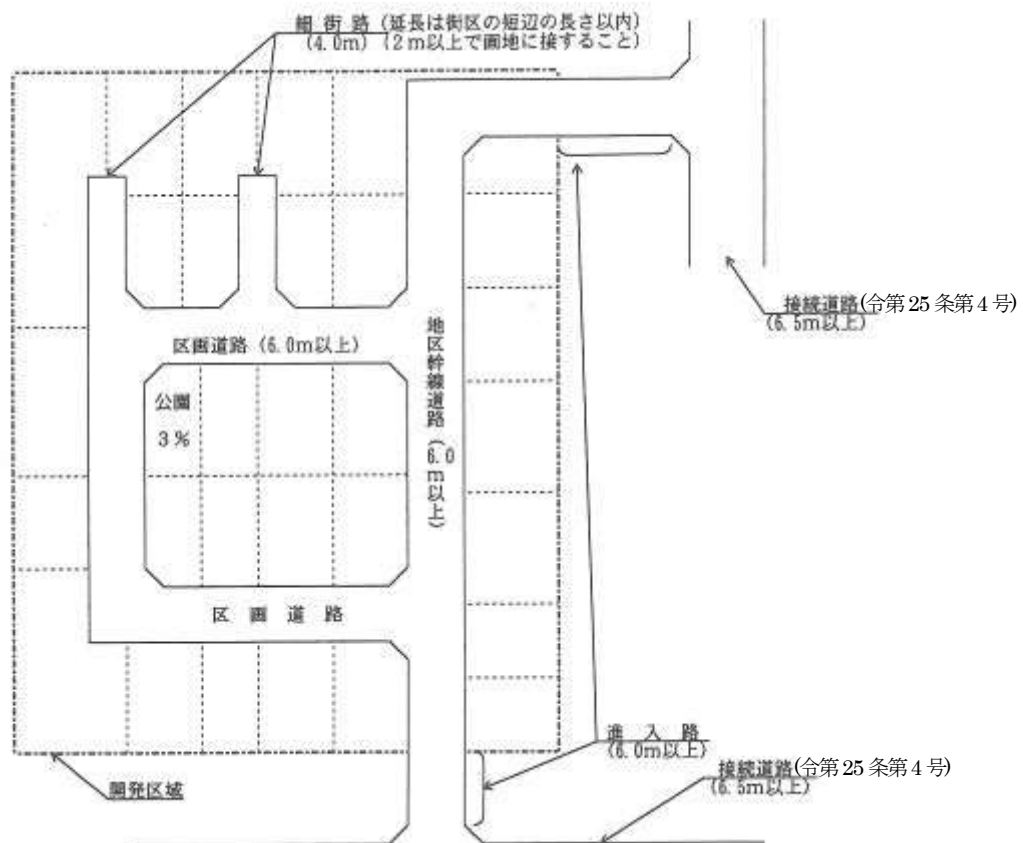 細街路(延長は街区の短辺の長さ以内)
(4.0m)(2m以上で画地に接すること)
接続道路(令第25条第4号)
(6.5m以上)
区画道路(6.0m以上)
地区幹線道路(6.0m以上)
公園
3%
区画道路
進入路
(6.0m以上)
接続道路(令第25条第4号)
(6.5m以上)
開発区域